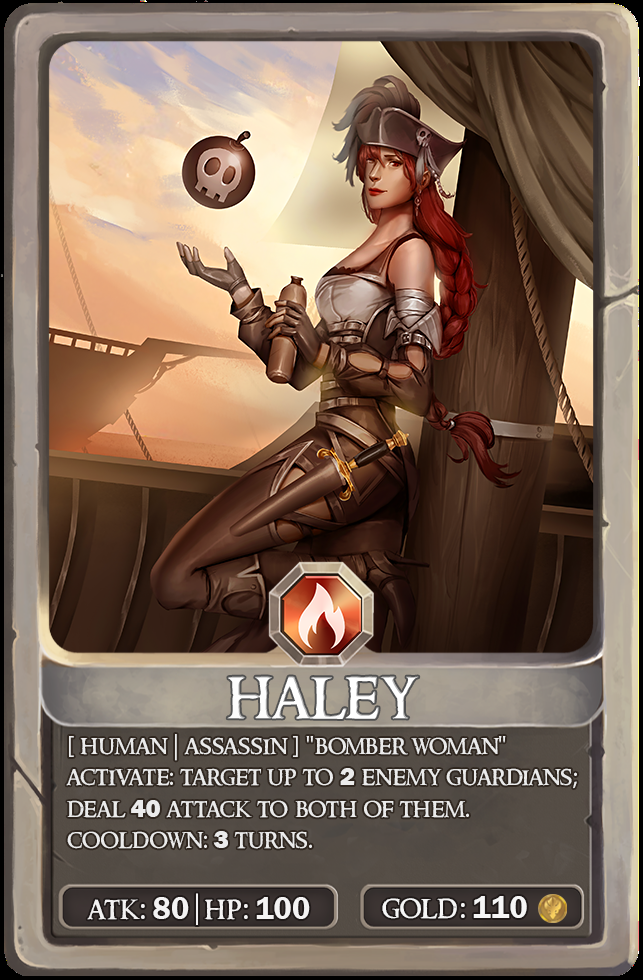 HALEY
[ HUMAN | ASSASSIN ] "BOMBER WOMAN"
ACTIVATE: TARGET UP TO 2 ENEMY GUARDIANS;
DEAL 40 ATTACK TO BOTH OF THEM.
COOLDOWN: 3 TURNS.
ATK: 80 | HP: 100
GOLD: 110